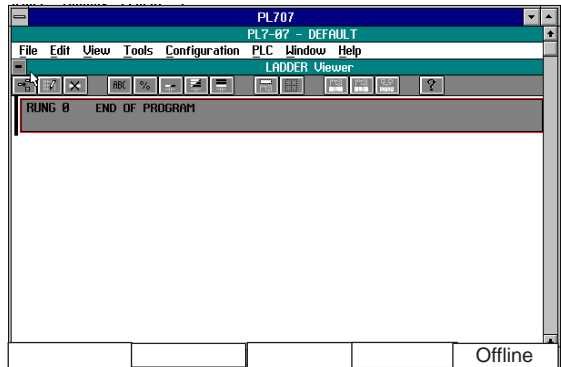 PL707
PL7-07 - DEFAULT
File Edit View Tools Configuration PLC Window Help
LADDER Viewer
ABC % ?
RUNG 0 END OF PROGRAM
Offline